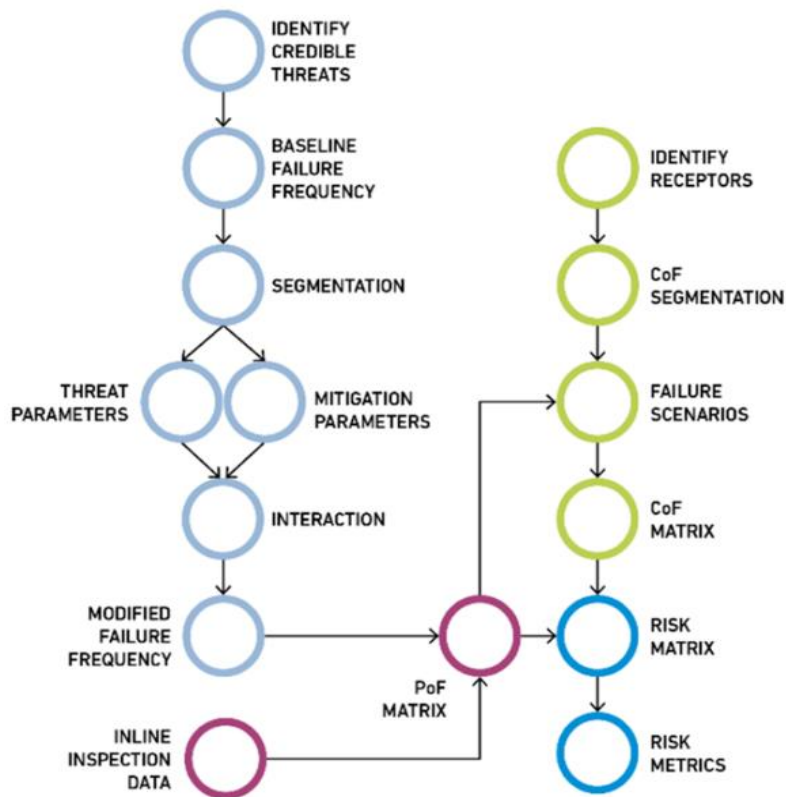 IDENTIFY
CREDIBLE
THREATS
BASELINE
FAILURE
FREQUENCY
SEGMENTATION
THREAT
PARAMETERS
MITIGATION
PARAMETERS
INTERACTION
MODIFIED
FAILURE
FREQUENCY
INLINE
INSPECTION
DATA
PoF
MATRIX
IDENTIFY
RECEPTORS
CoF
SEGMENTATION
FAILURE
SCENARIOS
CoF
MATRIX
RISK
MATRIX
RISK
METRICS